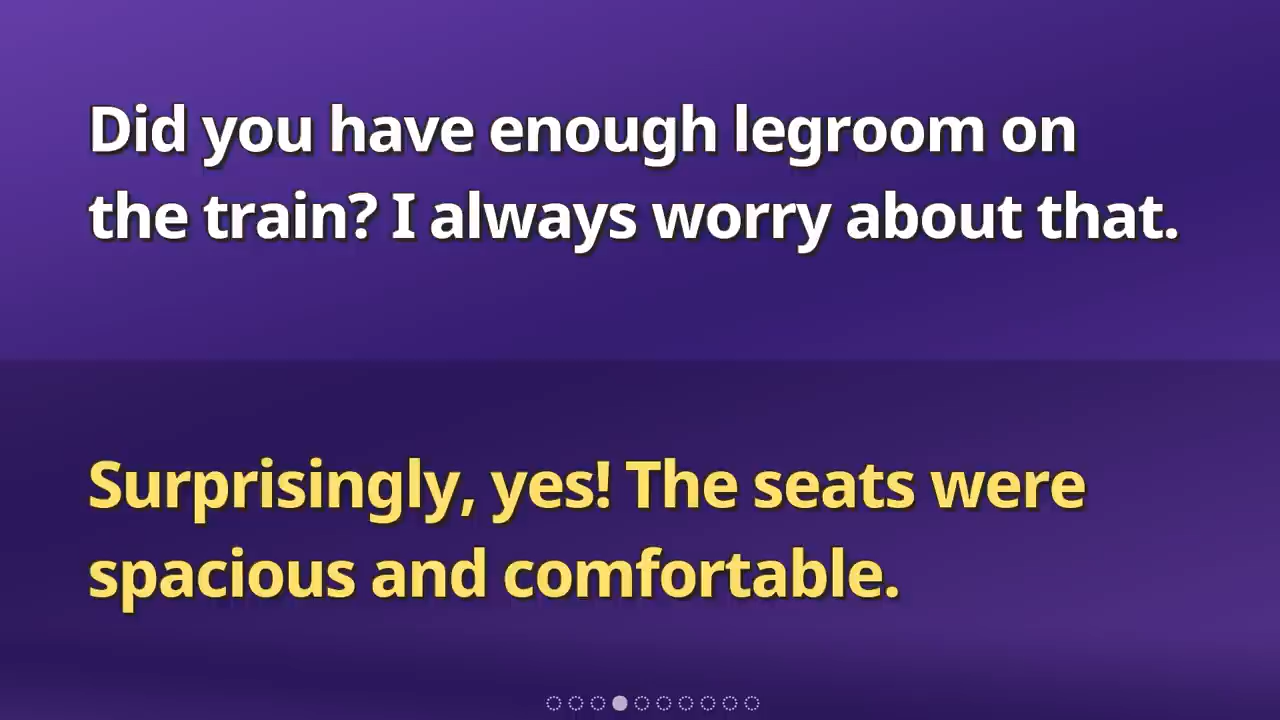 Did you have enough legroom on
the train? I always worry about that.
Surprisingly, yes! The seats were
spacious and comfortable.